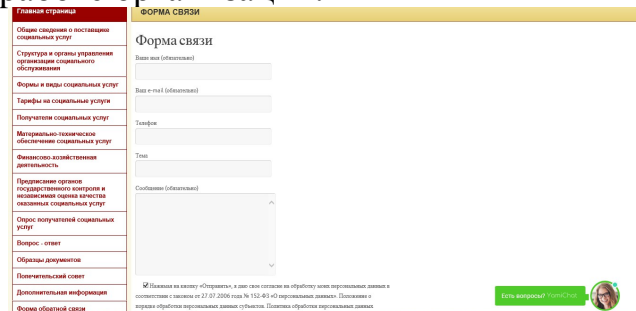 Главная страница
Общие сведения о поставщике
социальных услуг
Структура и органы управления
организации социального
обслуживания
Формы и виды социальных услуг
Тарифы на социальные услуги
Получатели социальных услуг
Материально-техническое
обеспечение социальных услуг
Финансово-хозяйственная
деятельность
Предписание органов
государственного контроля и
независимая оценка качества
оказанных социальных услуг
Опрос получателей социальных
услуг
Вопрос - ответ
Образцы документов
Попечительский совет
Дополнительная информация
Форма обратной связи
ФОРМА СВЯЗИ
Форма связи
Ваше имя (обязательно)
Ваш e-mail (обязательно)
Телефон
Тема
Сообщение (обязательно)
Нажимая на кнопку «Отправить», я даю свое согласие на обработку моих персональных данных в
соответствии с законом от 27.07.2006 года № 152-ФЗ «О персональных данных». Положение о
порядке обработки персональных данных субъектов. Политика обработки персональных данных
Есть вопросы? YamiChat